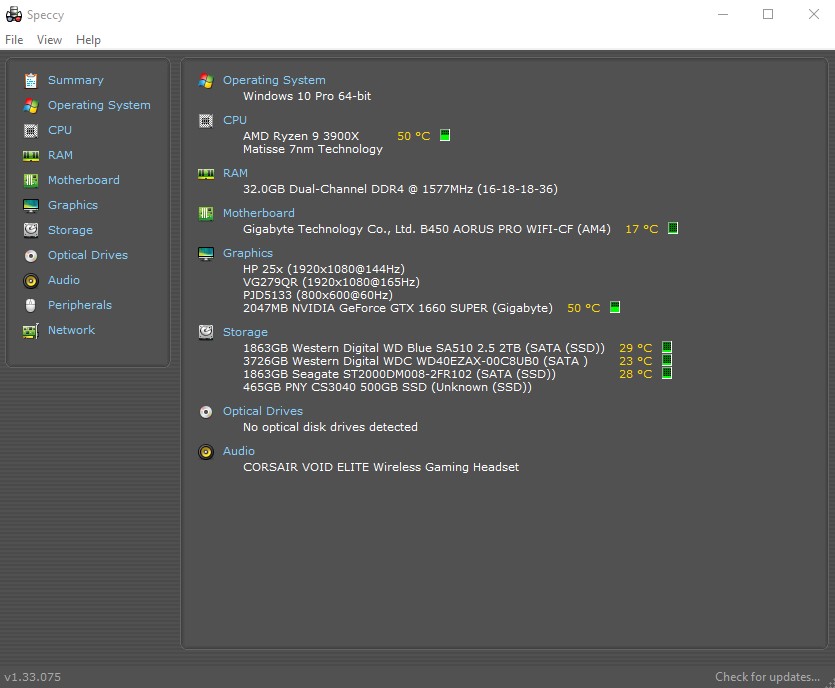 Speccy
File View Help
Summary
Operating System
CPU
RAM
Motherboard
Graphics
Storage
Optical Drives
Audio
Peripherals
Network
Operating System
Windows 10 Pro 64-bit
CPU
AMD Ryzen 9 3900X 50 °C
Matisse 7nm Technology
RAM
32.0GB Dual-Channel DDR4 @ 1577MHz (16-18-18-36)
Motherboard
Gigabyte Technology Co., Ltd. B450 AORUS PRO WIFI-CF (AM4) 17 °C
Graphics
HP 25x (1920x1080@144Hz)
VG279QR (1920x1080@165Hz)
PJD5133 (800x600@60Hz)
2047MB NVIDIA GeForce GTX 1660 SUPER (Gigabyte) 50 °C
Storage
1863GB Western Digital WD Blue SA510 2.5 2TB (SATA (SSD)) 29 °C
3726GB Western Digital WDC WD40EZAX-00C8UB0 (SATA ) 23 °C
1863GB Seagate ST2000DM008-2FR102 (SATA (SSD)) 28 °C
465GB PNY CS3040 500GB SSD (Unknown (SSD))
Optical Drives
No optical disk drives detected
Audio
CORSAIR VOID ELITE Wireless Gaming Headset
v1.33.075 Check for updates...